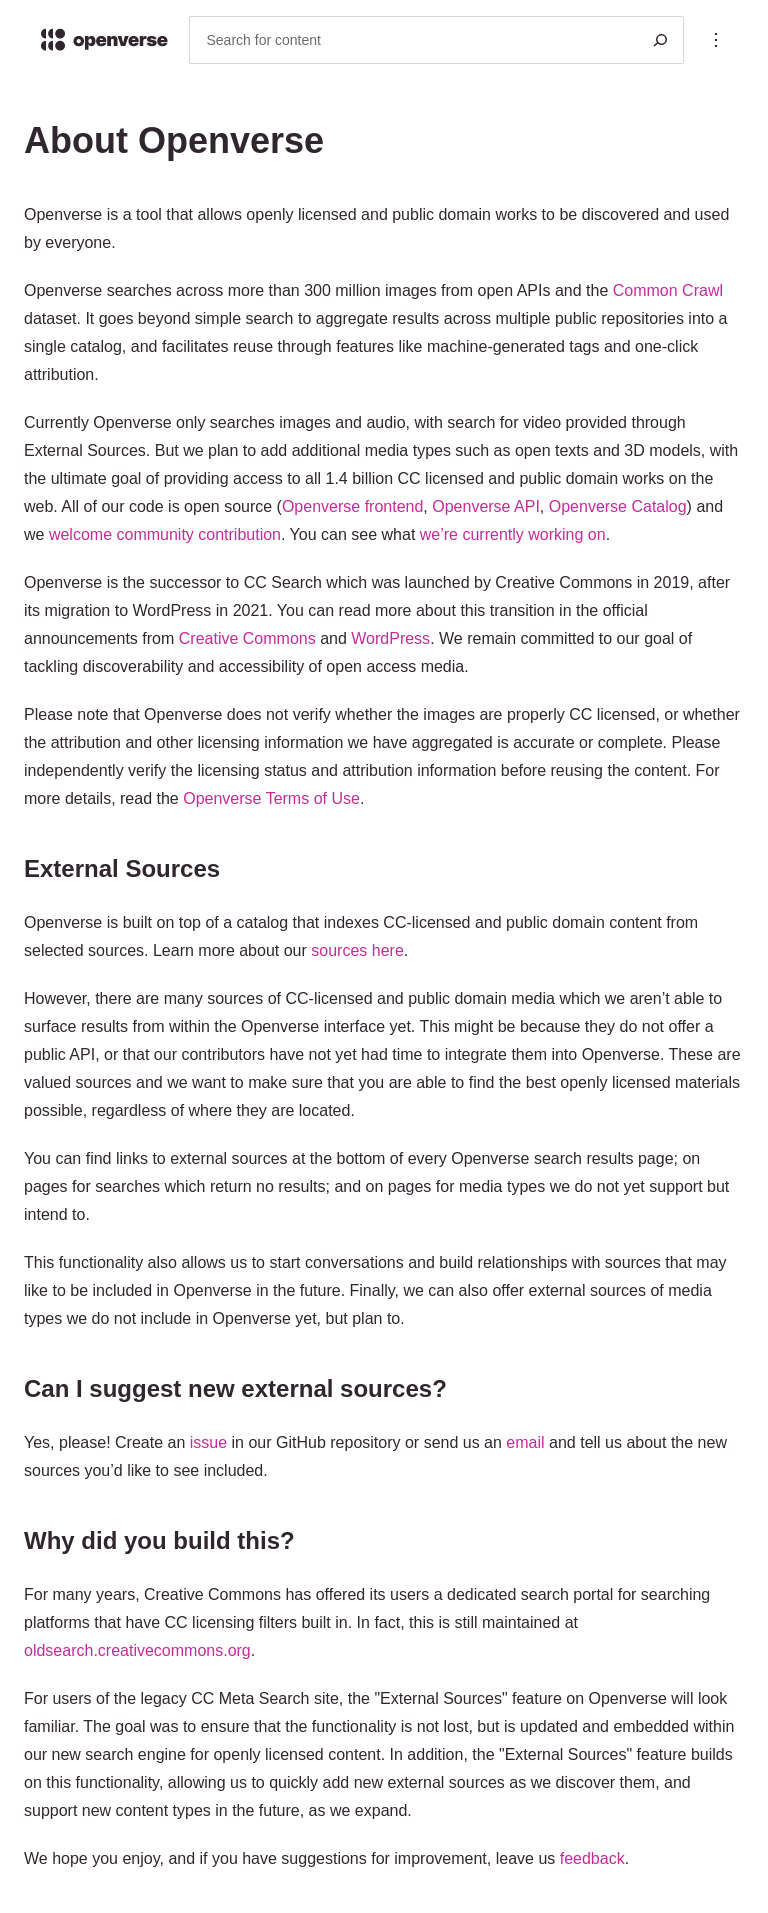 openverse
Search for content
About Openverse
Openverse is a tool that allows openly licensed and public domain works to be discovered and used
by everyone.
Openverse searches across more than 300 million images from open APIs and the Common Crawl
dataset. It goes beyond simple search to aggregate results across multiple public repositories into a
single catalog, and facilitates reuse through features like machine-generated tags and one-click
attribution.
Currently Openverse only searches images and audio, with search for video provided through
External Sources. But we plan to add additional media types such as open texts and 3D models, with
the ultimate goal of providing access to all 1.4 billion CC licensed and public domain works on the
web. All of our code is open source (Openverse frontend, Openverse API, Openverse Catalog) and
we welcome community contribution. You can see what we’re currently working on.
Openverse is the successor to CC Search which was launched by Creative Commons in 2019, after
its migration to WordPress in 2021. You can read more about this transition in the official
announcements from Creative Commons and WordPress. We remain committed to our goal of
tackling discoverability and accessibility of open access media.
Please note that Openverse does not verify whether the images are properly CC licensed, or whether
the attribution and other licensing information we have aggregated is accurate or complete. Please
independently verify the licensing status and attribution information before reusing the content. For
more details, read the Openverse Terms of Use.
External Sources
Openverse is built on top of a catalog that indexes CC-licensed and public domain content from
selected sources. Learn more about our sources here.
However, there are many sources of CC-licensed and public domain media which we aren’t able to
surface results from within the Openverse interface yet. This might be because they do not offer a
public API, or that our contributors have not yet had time to integrate them into Openverse. These are
valued sources and we want to make sure that you are able to find the best openly licensed materials
possible, regardless of where they are located.
You can find links to external sources at the bottom of every Openverse search results page; on
pages for searches which return no results; and on pages for media types we do not yet support but
intend to.
This functionality also allows us to start conversations and build relationships with sources that may
like to be included in Openverse in the future. Finally, we can also offer external sources of media
types we do not include in Openverse yet, but plan to.
Can I suggest new external sources?
Yes, please! Create an issue in our GitHub repository or send us an email and tell us about the new
sources you’d like to see included.
Why did you build this?
For many years, Creative Commons has offered its users a dedicated search portal for searching
platforms that have CC licensing filters built in. In fact, this is still maintained at
oldsearch.creativecommons.org.
For users of the legacy CC Meta Search site, the "External Sources" feature on Openverse will look
familiar. The goal was to ensure that the functionality is not lost, but is updated and embedded within
our new search engine for openly licensed content. In addition, the "External Sources" feature builds
on this functionality, allowing us to quickly add new external sources as we discover them, and
support new content types in the future, as we expand.
We hope you enjoy, and if you have suggestions for improvement, leave us feedback.